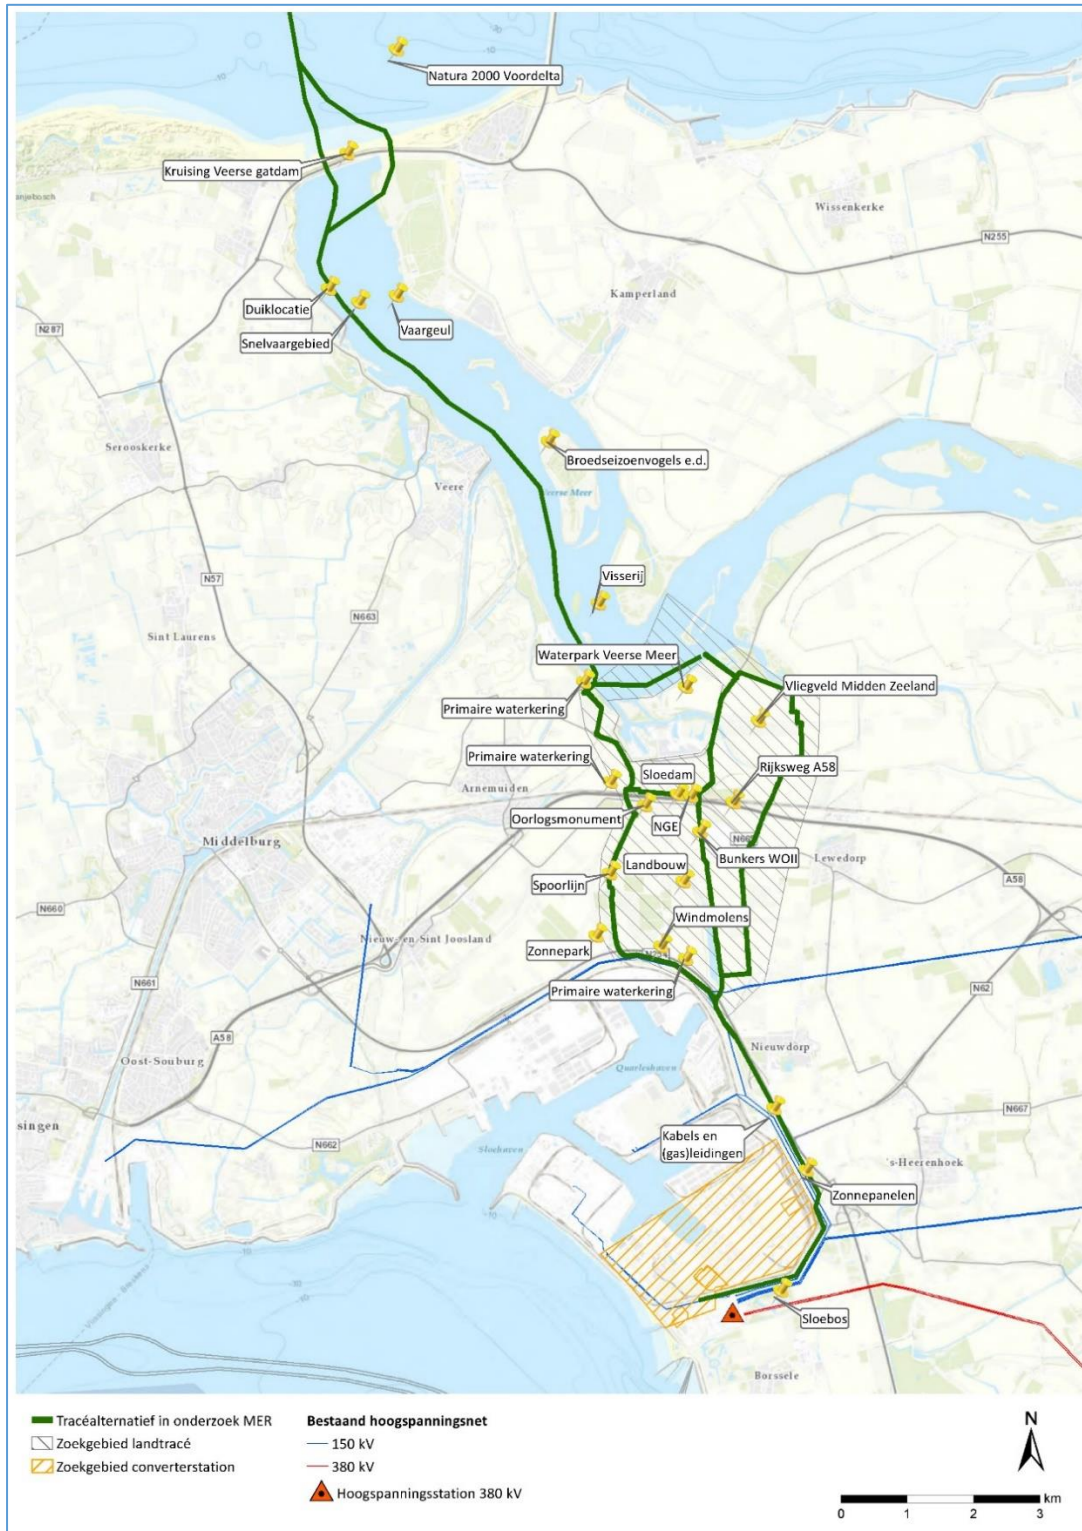 Natura 2000 Voordelta
Kruising Veerse gatdam
Wissenkerke
N255
Duiklocatie
Snelvaargebied
Vaargeul
Kamperland
N287
Serooskerke
Broedseizoenvogels e.d.
Veere
Veerse Meer
N57
Visserij
N663
Sint Laurens
Waterpark Veerse Meer
Vliegveld Midden Zeeland
Primaire waterkering
Primaire waterkering
Sloedam
Rijksweg A58
Arnemuiden
Oorlogsmonument
NGE
Middelburg
Bunkers WOII
Lewedorp
Landbouw
Spoorlijn
A58
N660
Windmolens
Nieuw- en Sint Joosland
Zonnepark
N254
Primaire waterkering
N661
N62
A58
Oost-Souburg
Nieuwdorp
Quarleshaven
N667
ssingen
N662
Sloehaven
Kabels en
(gas)leidingen
's-Heerenhoek
Zonnepanelen
Sloebos
Borssele
Tracéalternatief in onderzoek MER
Zoekgebied landtracé
Zoekgebied converterstation
Bestaand hoogspanningsnet
150 kV
380 kV
Hoogspanningsstation 380 kV
N
km
0 1 2 3